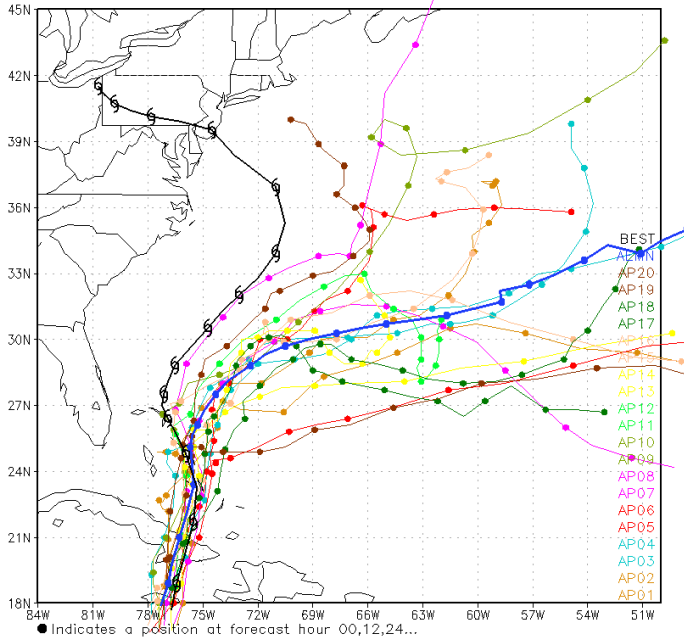 45N
42N
39N
36N
33N
30N
27N
24N
21N
18N
BEST
AEMN
AP20
AP19
AP18
AP17
AP14
AP13
AP12
AP11
AP10
AP09
AP08
AP07
AP06
AP05
AP04
AP03
AP02
AP01
84W 81W 78W 75W 72W 69W 66W 63W 60W 57W 54W 51W
Indicates a position at forecast hour 00,12,24...